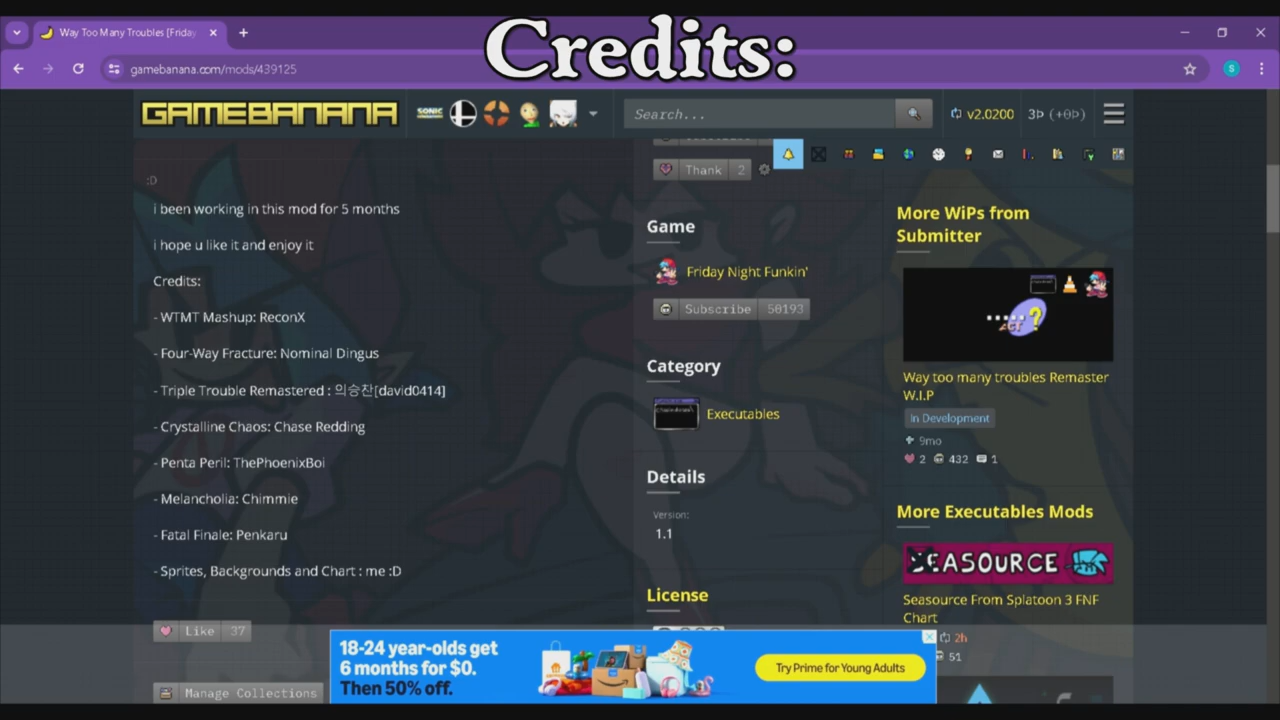 Credits:
Way Too Many Troubles [Friday
gamebanana.com/mods/439125
S
GAMEBANANA
SONIC
Search...
v2.0200
3Þ (+0Þ)
:D
i been working in this mod for 5 months
i hope u like it and enjoy it
Credits:
- WTMT Mashup: ReconX
- Four-Way Fracture: Nominal Dingus
- Triple Trouble Remastered : 의승찬[david0414]
- Crystalline Chaos: Chase Redding
- Penta Peril: ThePhoenixBoi
- Melancholia: Chimmie
- Fatal Finale: Penkaru
- Sprites, Backgrounds and Chart : me :D
Like 37
Manage Collections
Thank 2
Game
Friday Night Funkin'
Subscribe 50193
Category
Executables
Details
Version:
1.1
License
More WiPs from
Submitter
.....?
Way too many troubles Remaster
W.I.P
In Development
9mo
2 432 1
More Executables Mods
SEASOURCE
Seasource From Splatoon 3 FNF
Chart
2h
51
18-24 year-olds get
6 months for $0.
Then 50% off.
Try Prime for Young Adults